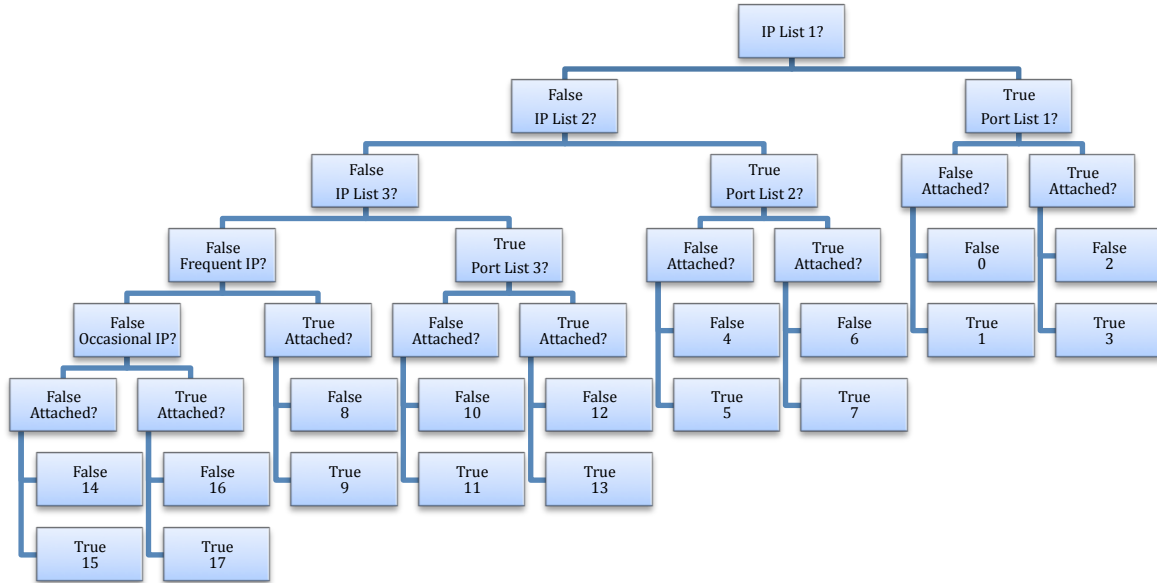 IP List 1?
False
IP List 2?
True
Port List 1?
False
IP List 3?
True
Port List 2?
False
Attached?
True
Attached?
False
Frequent IP?
True
Port List 3?
False
Attached?
True
Attached?
False
0
False
2
False
Occasional IP?
True
Attached?
False
Attached?
True
Attached?
False
4
False
6
True
1
True
3
False
Attached?
True
Attached?
False
8
False
10
False
12
True
5
True
7
False
14
False
16
True
9
True
11
True
13
True
15
True
17